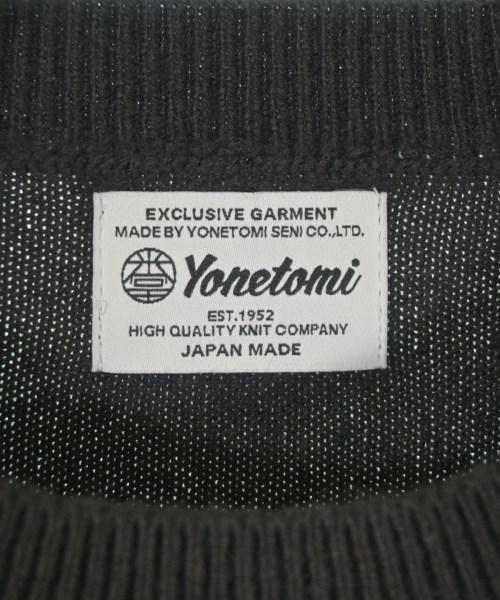 EXCLUSIVE GARMENT
MADE BY YONETOMI SENI CO.,LTD.
Yonetomi
EST.1952
HIGH QUALITY KNIT COMPANY
JAPAN MADE